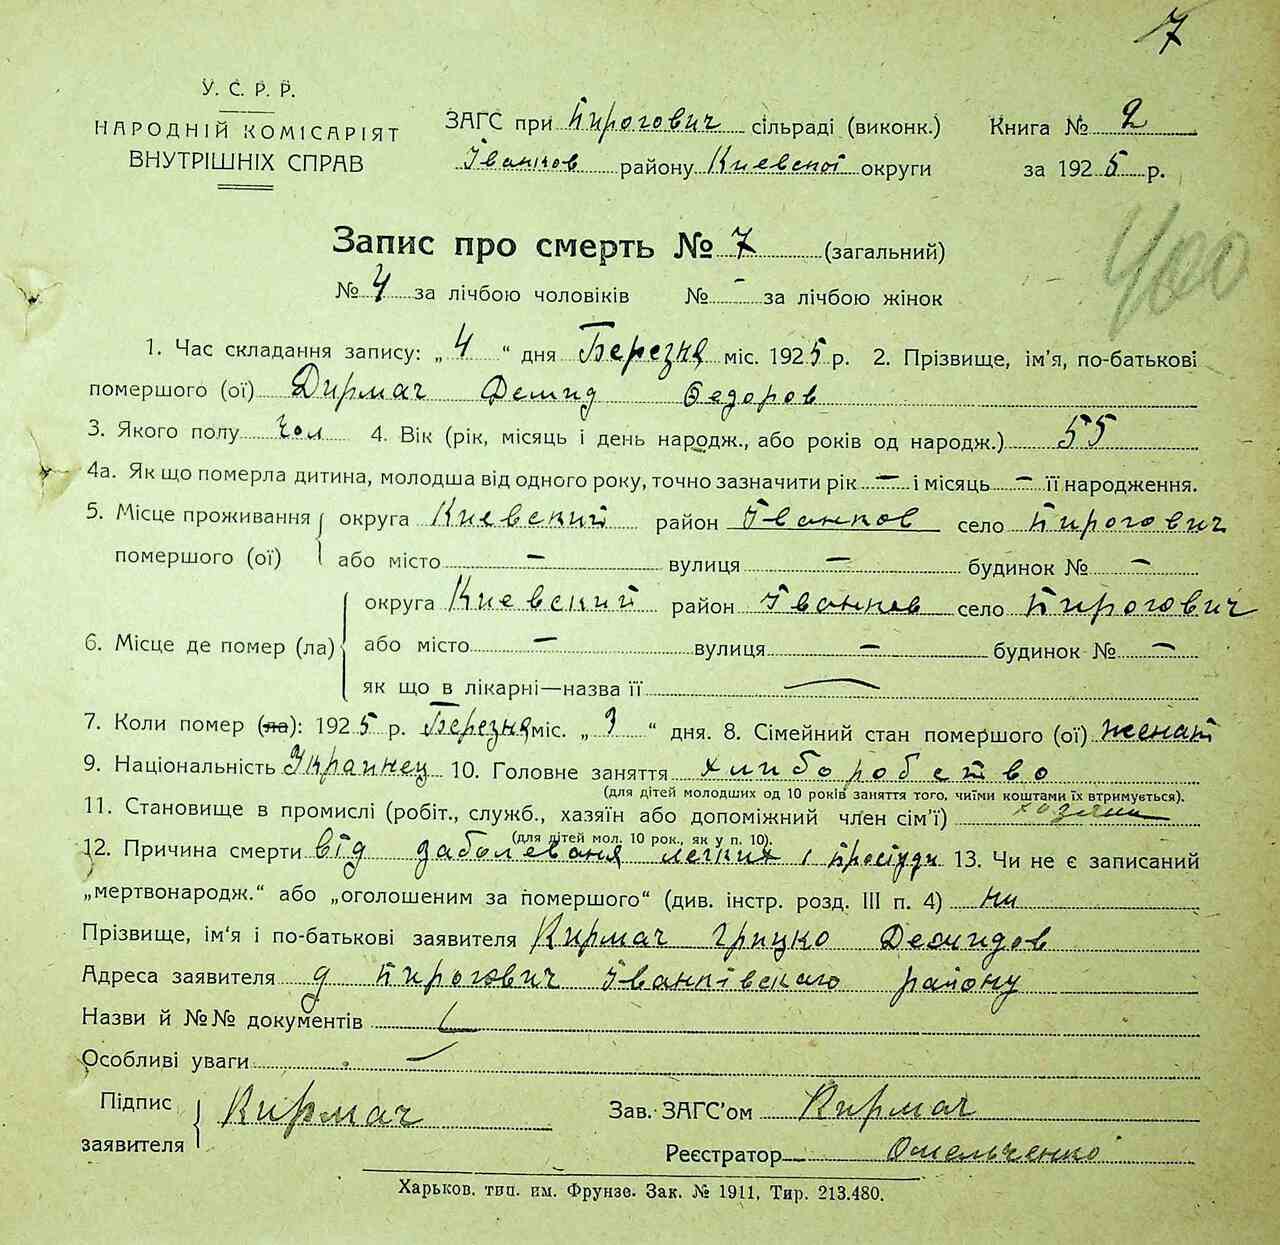 7
У. С. Р. Р.
НАРОДНІЙ КОМІСАРІЯТ
ВНУТРІШНІХ СПРАВ
ЗАГС при Пирогович сільраді (виконк.)
Іванков району Киевской округи
Книга № 2
за 1925 р.
400
Запис про смерть № 7 (загальний)
№ 4 за лічбою чоловіків № - за лічбою жінок
1. Час складання запису: „ 4 “ дня Березня міс. 1925 р. 2. Прізвище, ім'я, по-батькові
помершого (ої) Дирмач Демид Федоров
3. Якого полу Чол 4. Вік (рік, місяць і день народж., або років од народж.) 55
4а. Як що померла дитина, молодша від одного року, точно зазначити рік — і місяць — її народження.
5. Місце проживання помершого (ої) округа Киевский район Іванков село Пирогович
або місто — вулиця — будинок № —
6. Місце де помер (ла) округа Киевский район Іванков село Пирогович
або місто — вулиця — будинок № —
як що в лікарні—назва її —
7. Коли помер (ла): 1925 р. Березня міс. „ 3 “ дня. 8. Сімейний стан помершого (ої) женат
9. Національність Украинец 10. Головне заняття хлиборобство
(для дітей молодших од 10 років заняття того, чиїми коштами їх втримується).
11. Становище в промислі (робіт., служб., хазяїн або допоміжний член сім'ї) хозяин
(для дітей мол. 10 рок., як у п. 10).
12. Причина смерти від заболеваня легких і простуди 13. Чи не є записаний
„мертвонародж.“ або „оголошеним за помершого“ (див. інстр. розд. III п. 4) ни
Прізвище, ім'я і по-батькові заявителя Кирмач Грицко Демидов
Адреса заявителя д Пирогович Іванківского району
Назви й №№ документів —
Особливі уваги —
Підпис заявителя Кирмач
Зав. ЗАГС'ом Кирмач
Реєстратор Омельченко
Харьков. тип. им. Фрунзе. Зак. № 1911, Тир. 213.480.